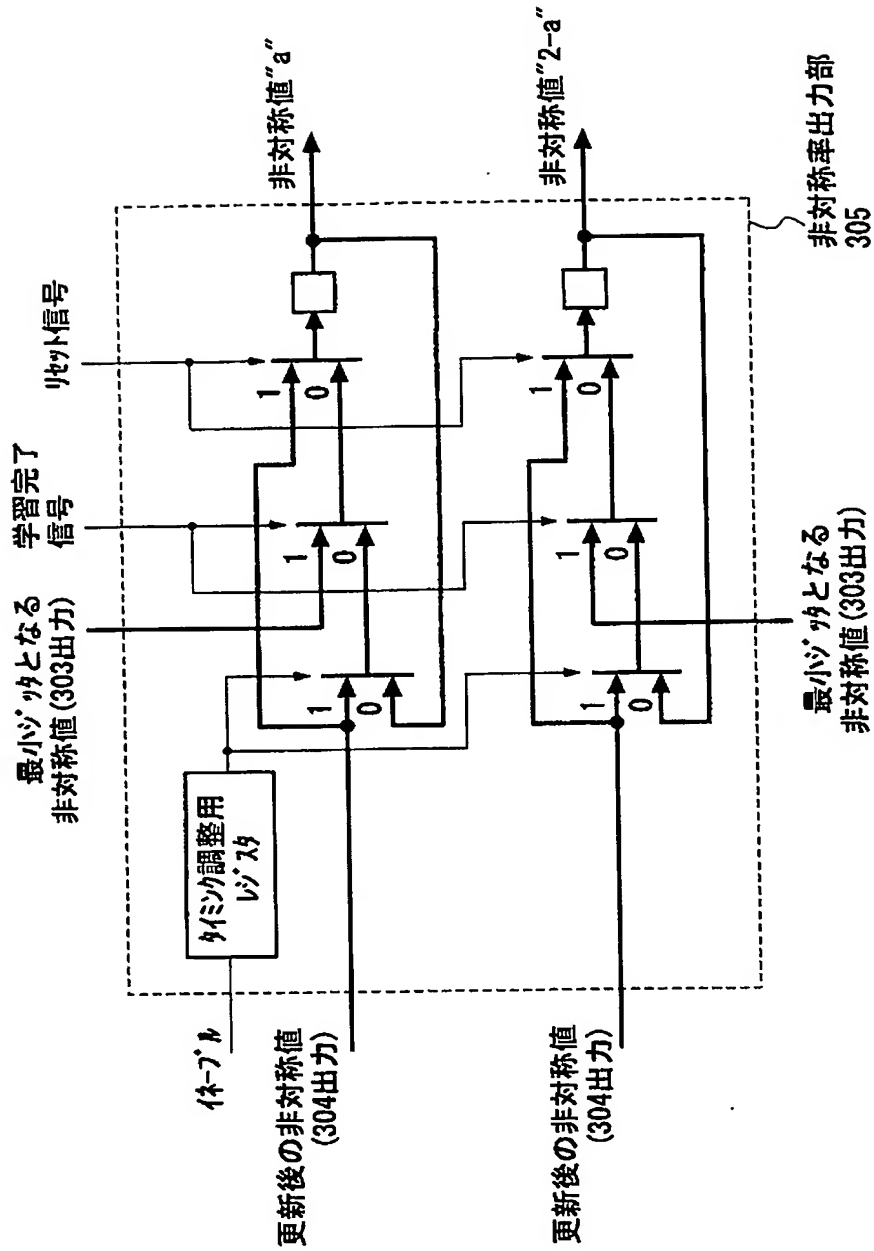 非対称値"a"
非対称値"2-a"
非対称率出力部
305
リセット信号
学習完了
信号
最小ジッタとなる
非対称値(303出力)
1
0
1
0
1
0
タイミング調整用
レジスタ
イネーブル
更新後の非対称値
(304出力)
1
0
1
0
1
0
最小ジッタとなる
非対称値(303出力)
更新後の非対称値
(304出力)